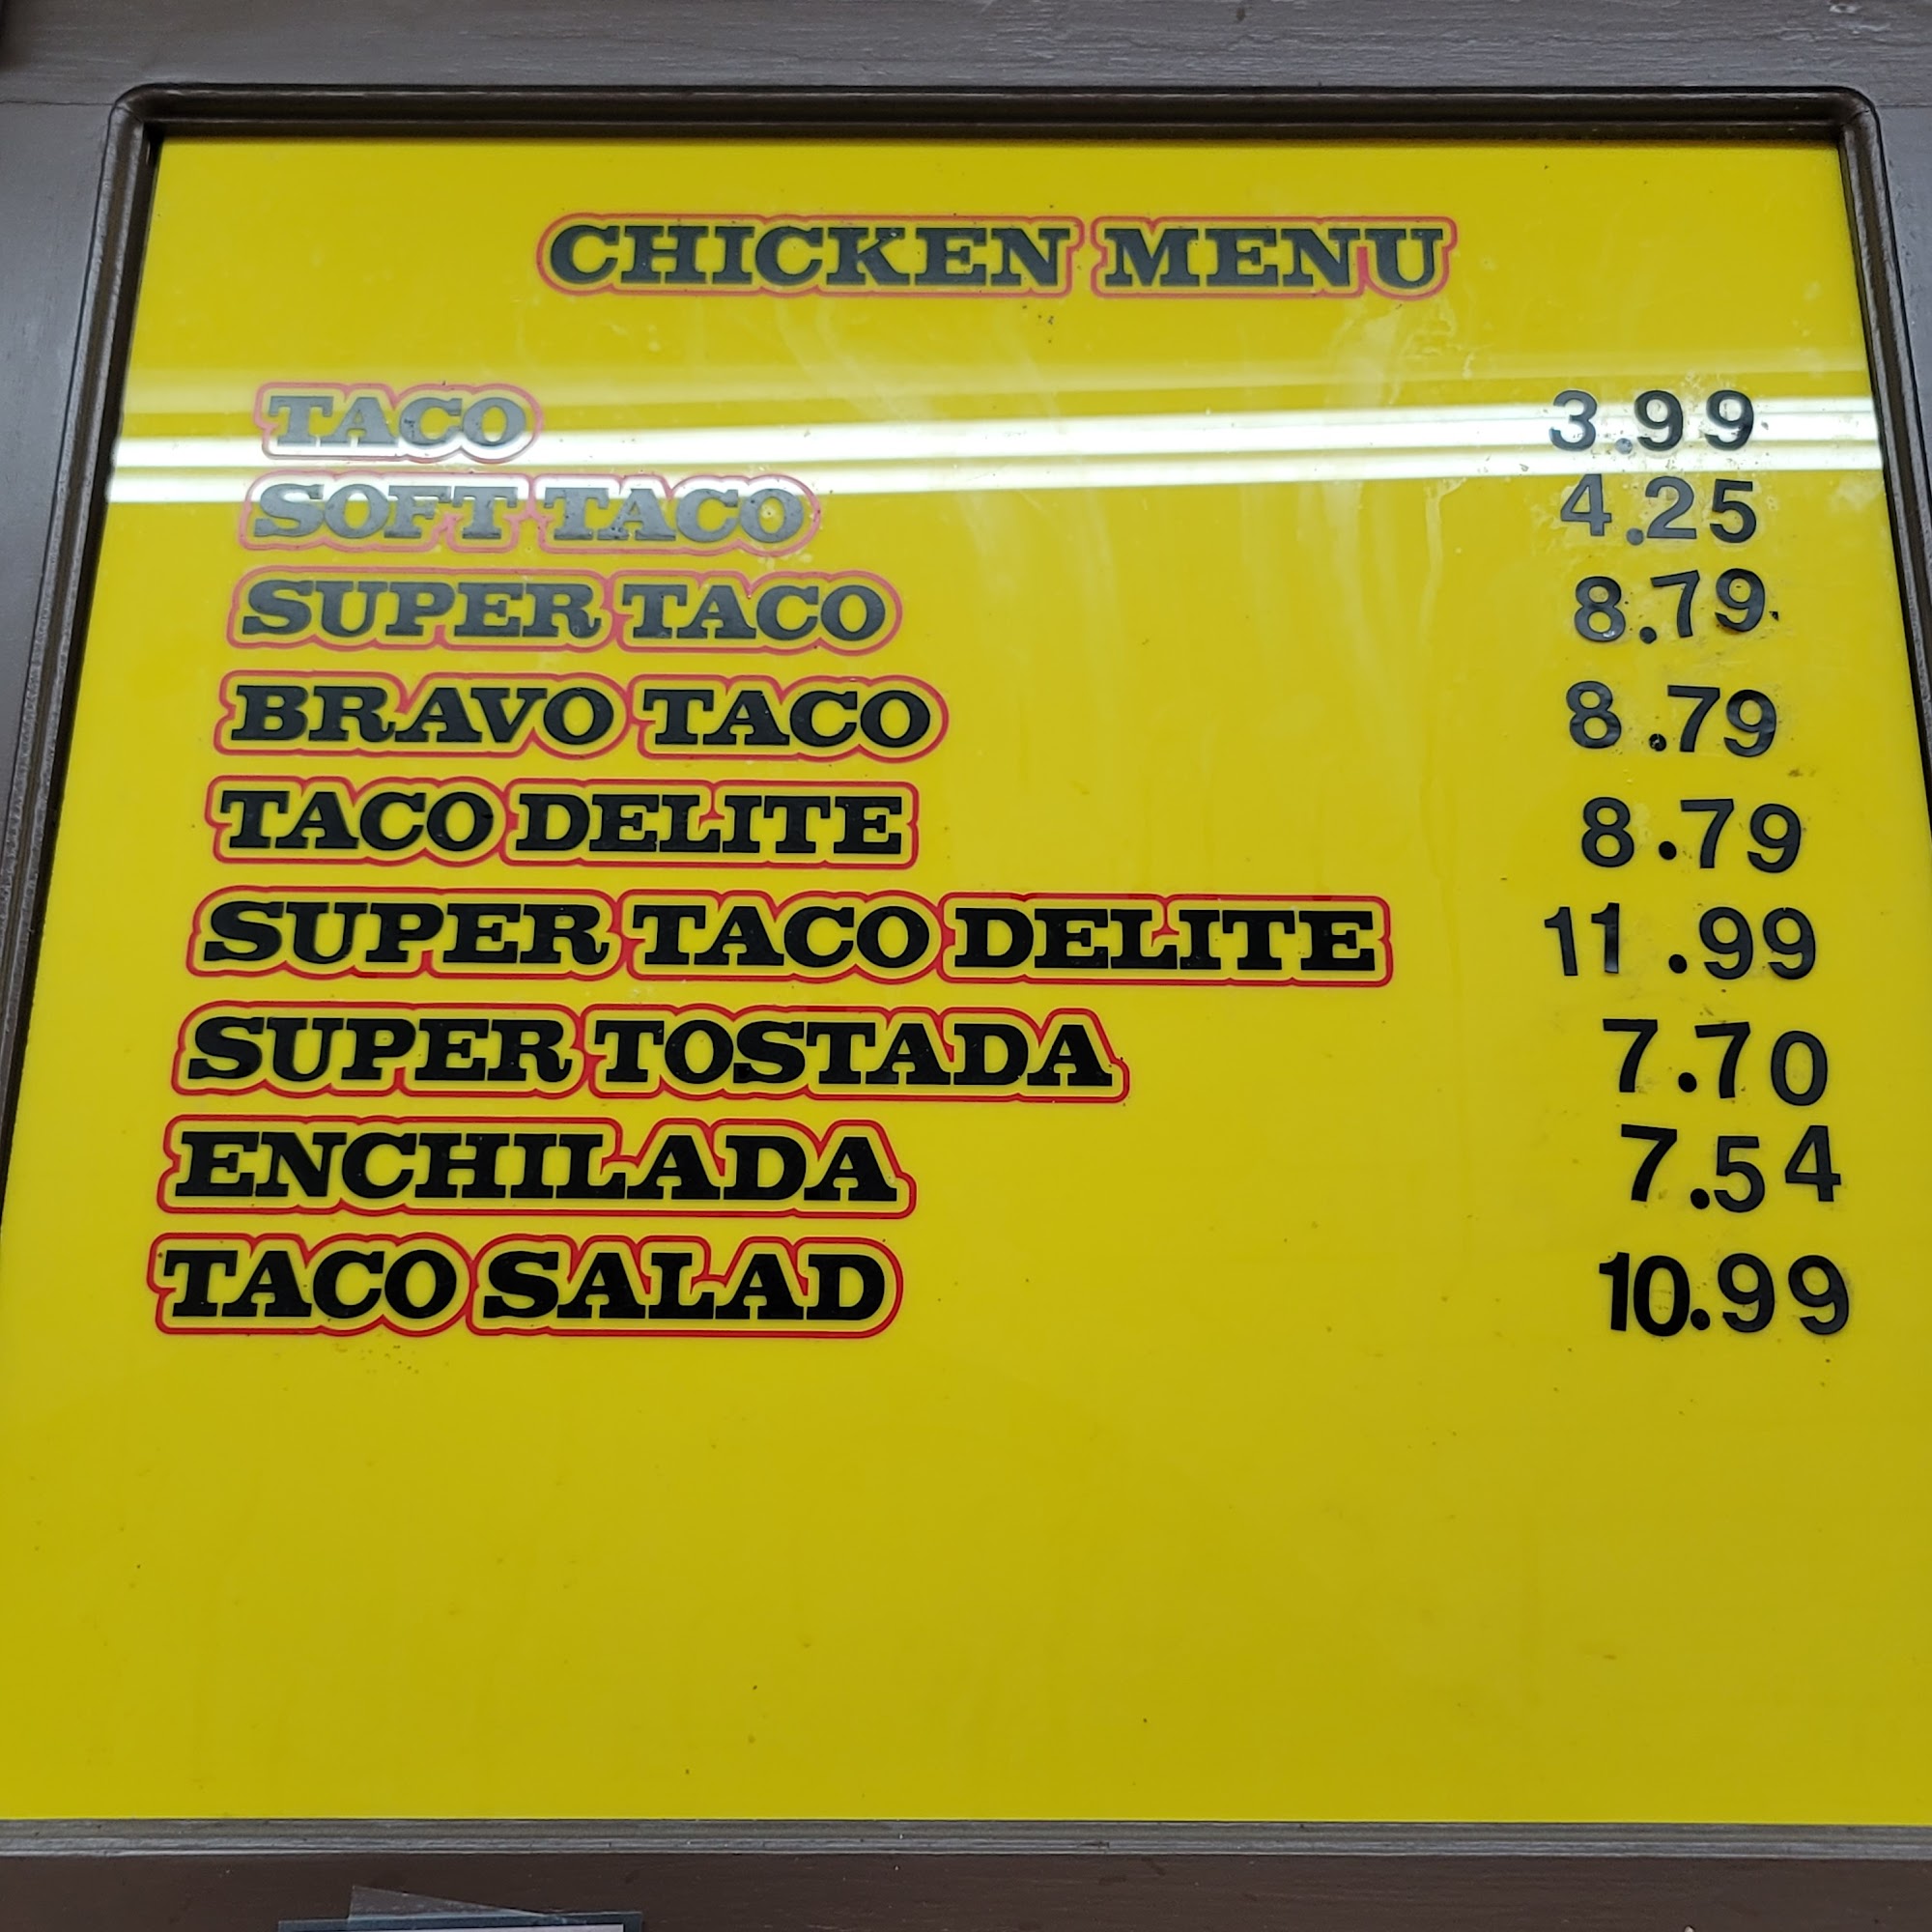 CHICKEN MENU
TACO 3.99
SOFT TACO 4.25
SUPER TACO 8.79
BRAVO TACO 8.79
TACO DELITE 8.79
SUPER TACO DELITE 11.99
SUPER TOSTADA 7.70
ENCHILADA 7.54
TACO SALAD 10.99